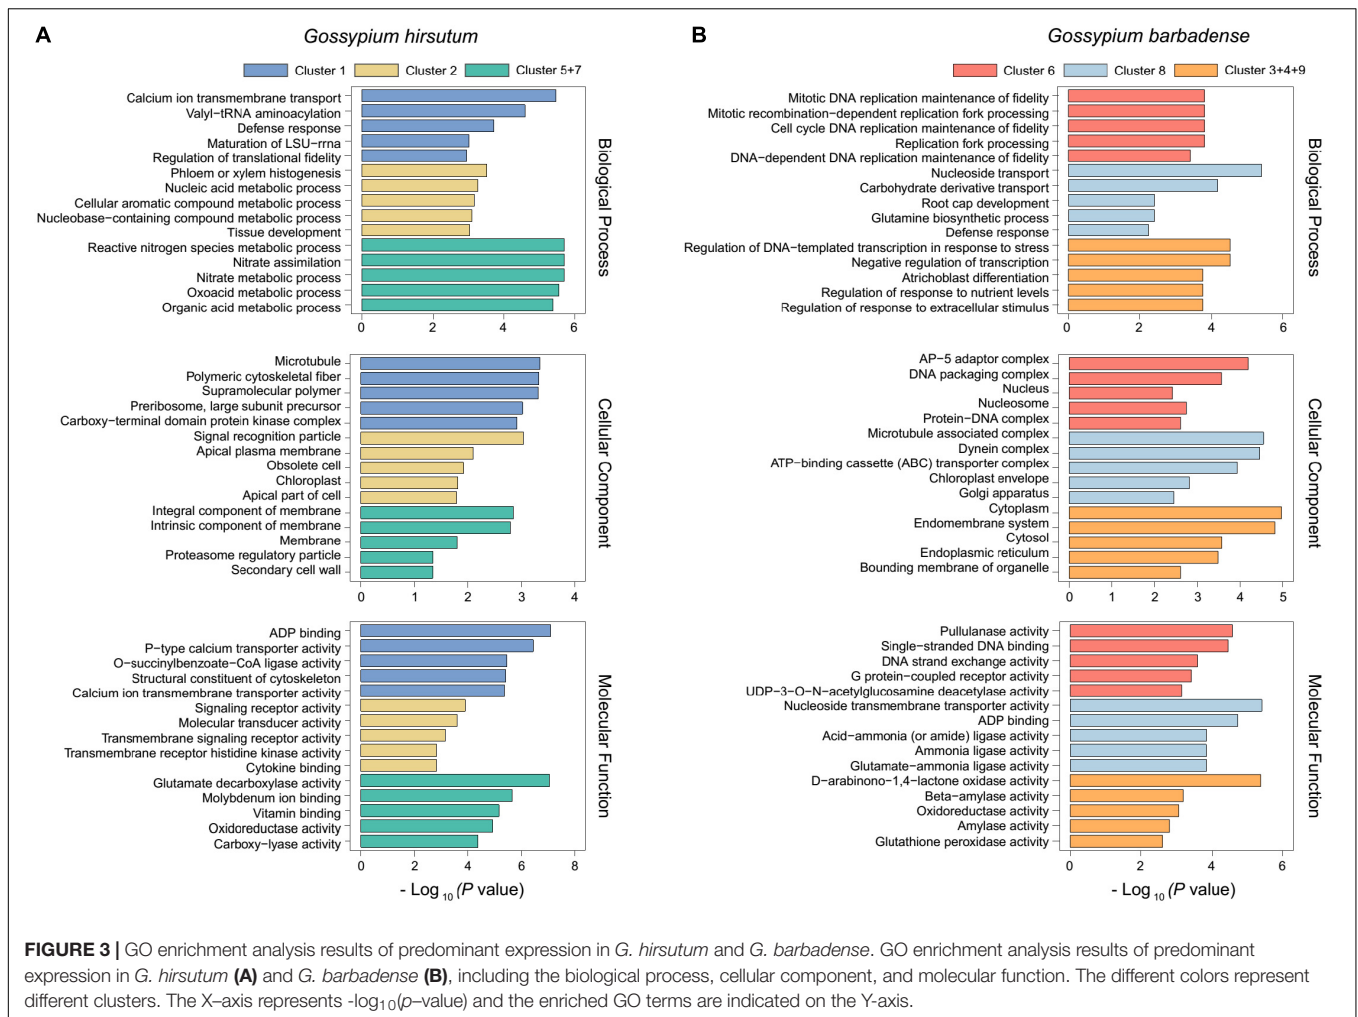 A
Gossypium hirsutum
Cluster 1 Cluster 2 Cluster 5+7
Calcium ion transmembrane transport
Valyl−tRNA aminoacylation
Defense response
Maturation of LSU−rrna
Regulation of translational fidelity
Phloem or xylem histogenesis
Nucleic acid metabolic process
Cellular aromatic compound metabolic process
Nucleobase−containing compound metabolic process
Tissue development
Reactive nitrogen species metabolic process
Nitrate assimilation
Nitrate metabolic process
Oxoacid metabolic process
Organic acid metabolic process
0 2 4 6
Biological Process
Microtubule
Polymeric cytoskeletal fiber
Supramolecular polymer
Preribosome, large subunit precursor
Carboxy−terminal domain protein kinase complex
Signal recognition particle
Apical plasma membrane
Obsolete cell
Chloroplast
Apical part of cell
Integral component of membrane
Intrinsic component of membrane
Membrane
Proteasome regulatory particle
Secondary cell wall
0 1 2 3 4
Cellular Component
ADP binding
P−type calcium transporter activity
O−succinylbenzoate−CoA ligase activity
Structural constituent of cytoskeleton
Calcium ion transmembrane transporter activity
Signaling receptor activity
Molecular transducer activity
Transmembrane signaling receptor activity
Transmembrane receptor histidine kinase activity
Cytokine binding
Glutamate decarboxylase activity
Molybdenum ion binding
Vitamin binding
Oxidoreductase activity
Carboxy−lyase activity
0 2 4 6 8
Molecular Function
- Log10 (P value)
B
Gossypium barbadense
Cluster 6 Cluster 8 Cluster 3+4+9
Mitotic DNA replication maintenance of fidelity
Mitotic recombination−dependent replication fork processing
Cell cycle DNA replication maintenance of fidelity
Replication fork processing
DNA−dependent DNA replication maintenance of fidelity
Nucleoside transport
Carbohydrate derivative transport
Root cap development
Glutamine biosynthetic process
Defense response
Regulation of DNA−templated transcription in response to stress
Negative regulation of transcription
Atrichoblast differentiation
Regulation of response to nutrient levels
Regulation of response to extracellular stimulus
0 2 4 6
Biological Process
AP−5 adaptor complex
DNA packaging complex
Nucleus
Nucleosome
Protein−DNA complex
Microtubule associated complex
Dynein complex
ATP−binding cassette (ABC) transporter complex
Chloroplast envelope
Golgi apparatus
Cytoplasm
Endomembrane system
Cytosol
Endoplasmic reticulum
Bounding membrane of organelle
0 1 2 3 4 5
Cellular Component
Pullulanase activity
Single−stranded DNA binding
DNA strand exchange activity
G protein−coupled receptor activity
UDP−3−O−N−acetylglucosamine deacetylase activity
Nucleoside transmembrane transporter activity
ADP binding
Acid−ammonia (or amide) ligase activity
Ammonia ligase activity
Glutamate−ammonia ligase activity
D−arabinono−1,4−lactone oxidase activity
Beta−amylase activity
Oxidoreductase activity
Amylase activity
Glutathione peroxidase activity
0 2 4 6
Molecular Function
- Log10 (P value)
FIGURE 3 | GO enrichment analysis results of predominant expression in G. hirsutum and G. barbadense. GO enrichment analysis results of predominant
expression in G. hirsutum (A) and G. barbadense (B), including the biological process, cellular component, and molecular function. The different colors represent
different clusters. The X–axis represents -log10(p–value) and the enriched GO terms are indicated on the Y-axis.